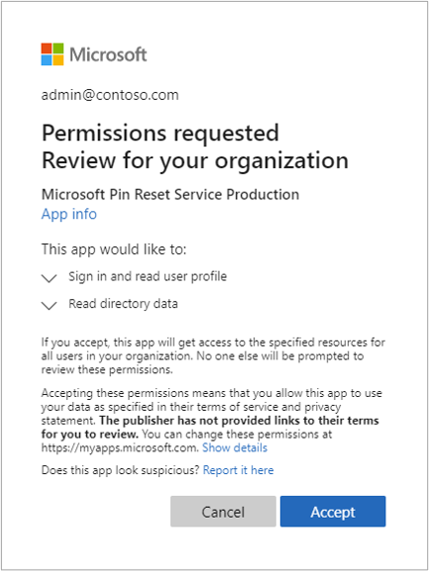 Microsoft
admin@contoso.com
Permissions requested
Review for your organization
Microsoft Pin Reset Service Production
App info
This app would like to:
Sign in and read user profile
Read directory data
If you accept, this app will get access to the specified resources for
all users in your organization. No one else will be prompted to
review these permissions.
Accepting these permissions means that you allow this app to use
your data as specified in their terms of service and privacy
statement. The publisher has not provided links to their terms
for you to review. You can change these permissions at
https://myapps.microsoft.com. Show details
Does this app look suspicious? Report it here
Cancel
Accept